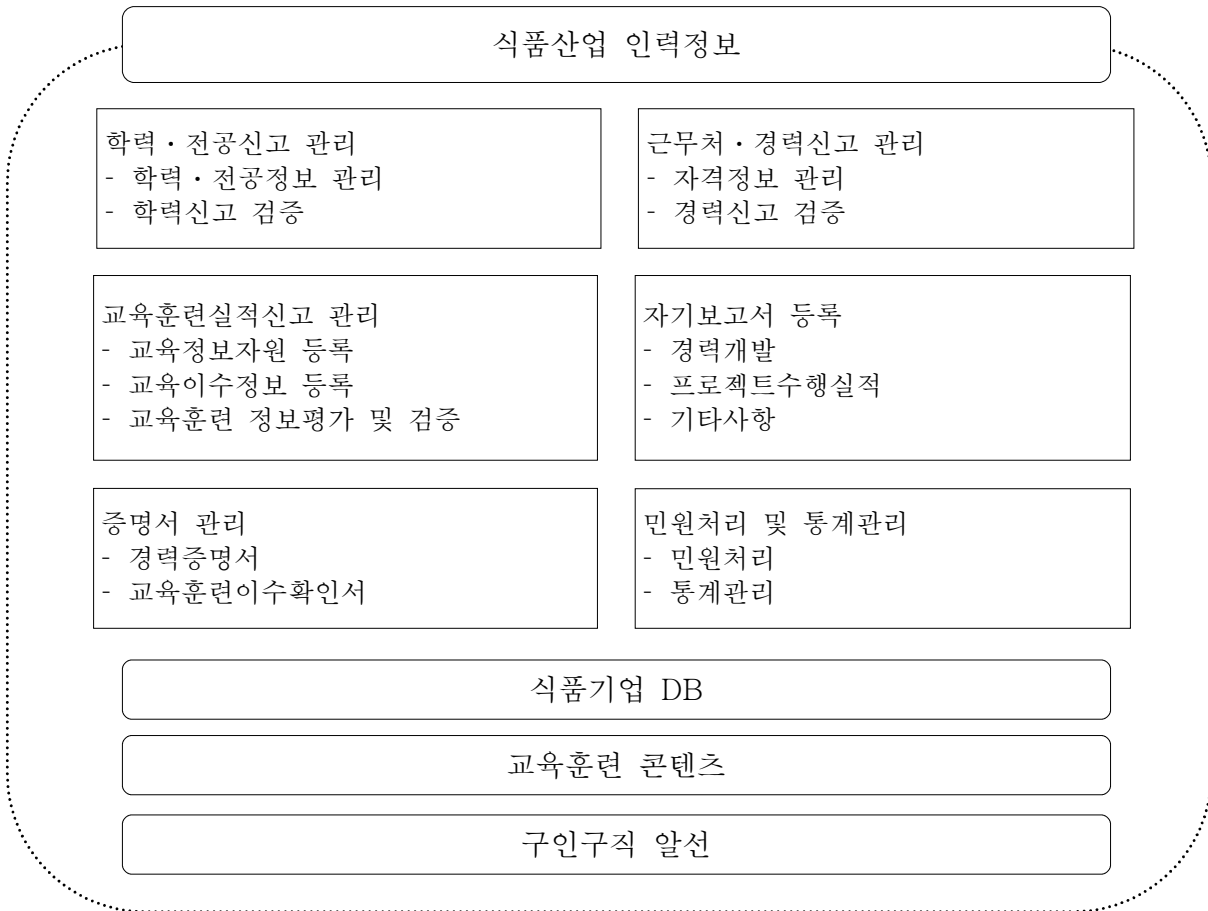 식품산업 인력정보
학력·전공신고 관리
- 학력·전공정보 관리
- 학력신고 검증
근무처·경력신고 관리
- 자격정보 관리
- 경력신고 검증
교육훈련실적신고 관리
- 교육정보자원 등록
- 교육이수정보 등록
- 교육훈련 정보평가 및 검증
자기보고서 등록
- 경력개발
- 프로젝트수행실적
- 기타사항
증명서 관리
- 경력증명서
- 교육훈련이수확인서
민원처리 및 통계관리
- 민원처리
- 통계관리
식품기업 DB
교육훈련 콘텐츠
구인구직 알선